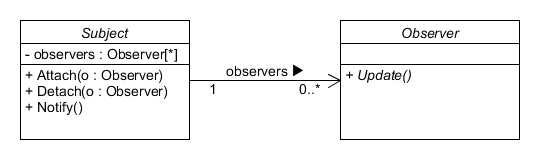 Subject
- observers : Observer[*]
+ Attach(o : Observer)
+ Detach(o : Observer)
+ Notify()
observers ▶
1
0..*
Observer
+ Update()